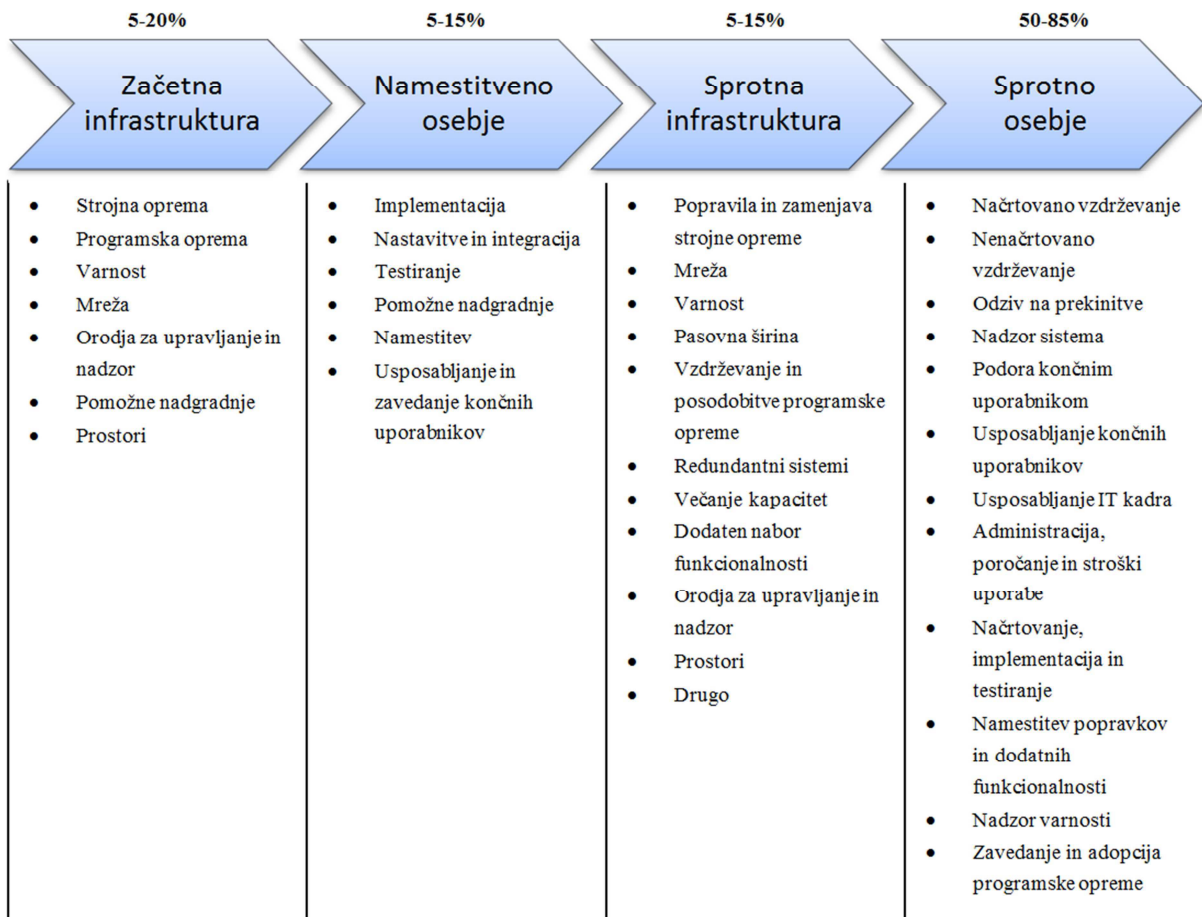 5-20%
5-15%
5-15%
50-85%
Začetna
infrastruktura
Namestitveno
osebje
Sprotna
infrastruktura
Sprotno
osebje
• Strojna oprema
• Programska oprema
• Varnost
• Mreža
• Orodja za upravljanje in
nadzor
• Pomožne nadgradnje
• Prostori
• Implementacija
• Nastavitve in integracija
• Testiranje
• Pomožne nadgradnje
• Namestitev
• Usposabljanje in
zavedanje končnih
uporabnikov
• Popravila in zamenjava
strojne opreme
• Mreža
• Varnost
• Pasovna širina
• Vzdrževanje in
posodobitve programske
opreme
• Redundantni sistemi
• Večanje kapacitet
• Dodaten nabor
funkcionalnosti
• Orodja za upravljanje in
nadzor
• Prostori
• Drugo
• Načrtovano vzdrževanje
• Nenačrtovano
vzdrževanje
• Odziv na prekinitve
• Nadzor sistema
• Podora končnim
uporabnikom
• Usposabljanje končnih
uporabnikov
• Usposabljanje IT kadra
• Administracija,
poročanje in stroški
uporabe
• Načrtovanje,
implementacija in
testiranje
• Namestitev popravkov
in dodatnih
funkcionalnosti
• Nadzor varnosti
• Zavedanje in adopcija
programske opreme